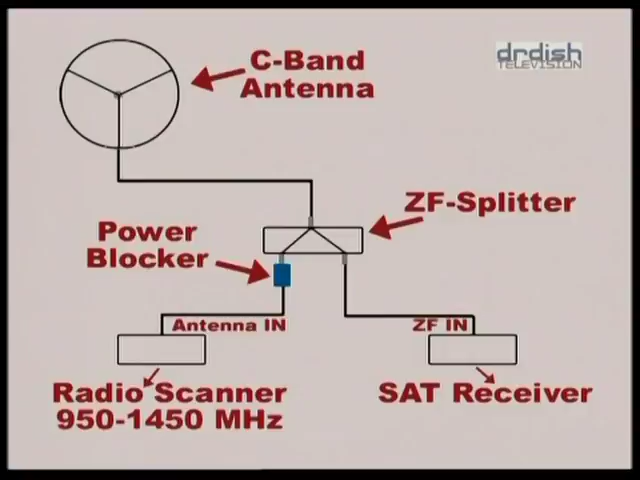 C-Band
Antenna
drdish
TELEVISION
ZF-Splitter
Power
Blocker
Antenna IN
ZF IN
Radio Scanner
950-1450 MHz
SAT Receiver